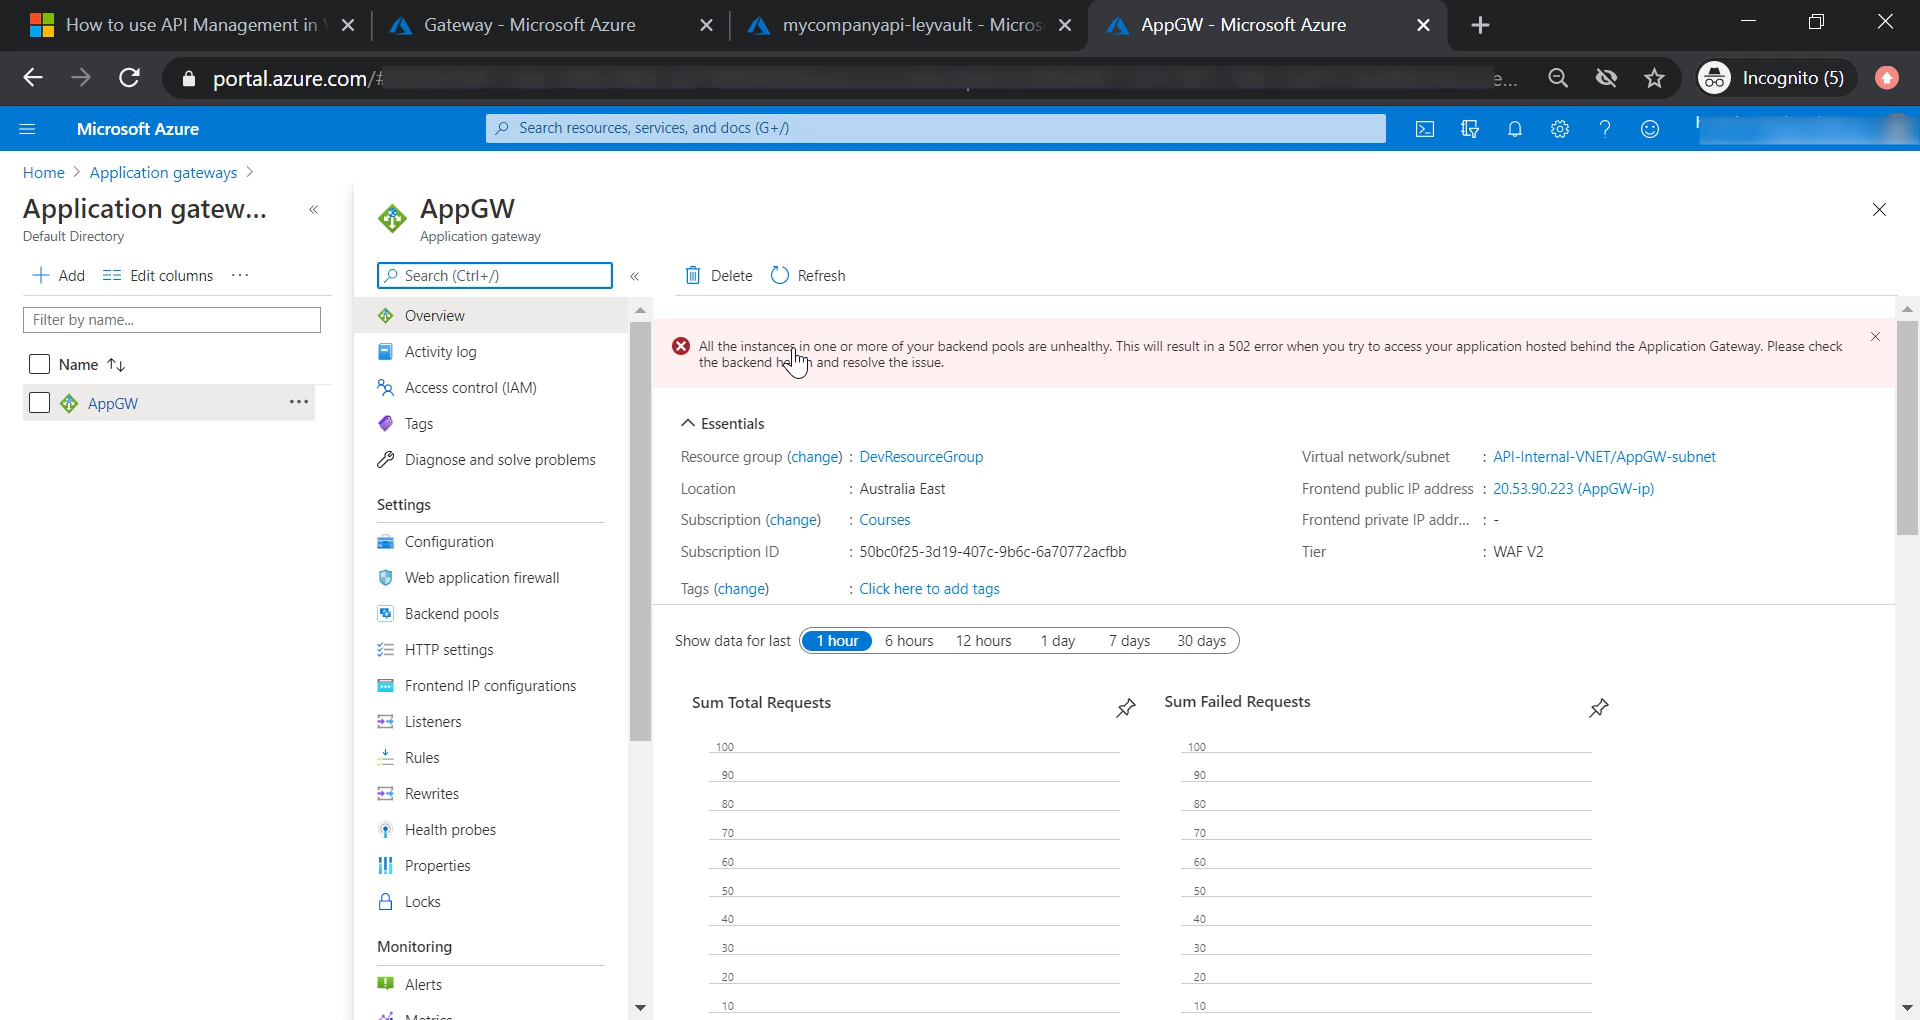 How to use API Management in
Gateway - Microsoft Azure
mycompanyapi-leyvault - Micros
AppGW - Microsoft Azure
portal.azure.com/#
e...
Incognito (5)
Microsoft Azure
Search resources, services, and docs (G+/)
Home > Application gateways >
Application gatew...
Default Directory
Add
Edit columns
Filter by name...
Name
AppGW
AppGW
Application gateway
Search (Ctrl+/)
Overview
Activity log
Access control (IAM)
Tags
Diagnose and solve problems
Settings
Configuration
Web application firewall
Backend pools
HTTP settings
Frontend IP configurations
Listeners
Rules
Rewrites
Health probes
Properties
Locks
Monitoring
Alerts
Metrics
Delete
Refresh
All the instances in one or more of your backend pools are unhealthy. This will result in a 502 error when you try to access your application hosted behind the Application Gateway. Please check
the backend health and resolve the issue.
Essentials
Resource group (change) : DevResourceGroup
Location : Australia East
Subscription (change) : Courses
Subscription ID : 50bc0f25-3d19-407c-9b6c-6a70772acfbb
Tags (change) : Click here to add tags
Virtual network/subnet : API-Internal-VNET/AppGW-subnet
Frontend public IP address : 20.53.90.223 (AppGW-ip)
Frontend private IP addr... : -
Tier : WAF V2
Show data for last 1 hour 6 hours 12 hours 1 day 7 days 30 days
Sum Total Requests
100
90
80
70
60
50
40
30
20
10
Sum Failed Requests
100
90
80
70
60
50
40
30
20
10